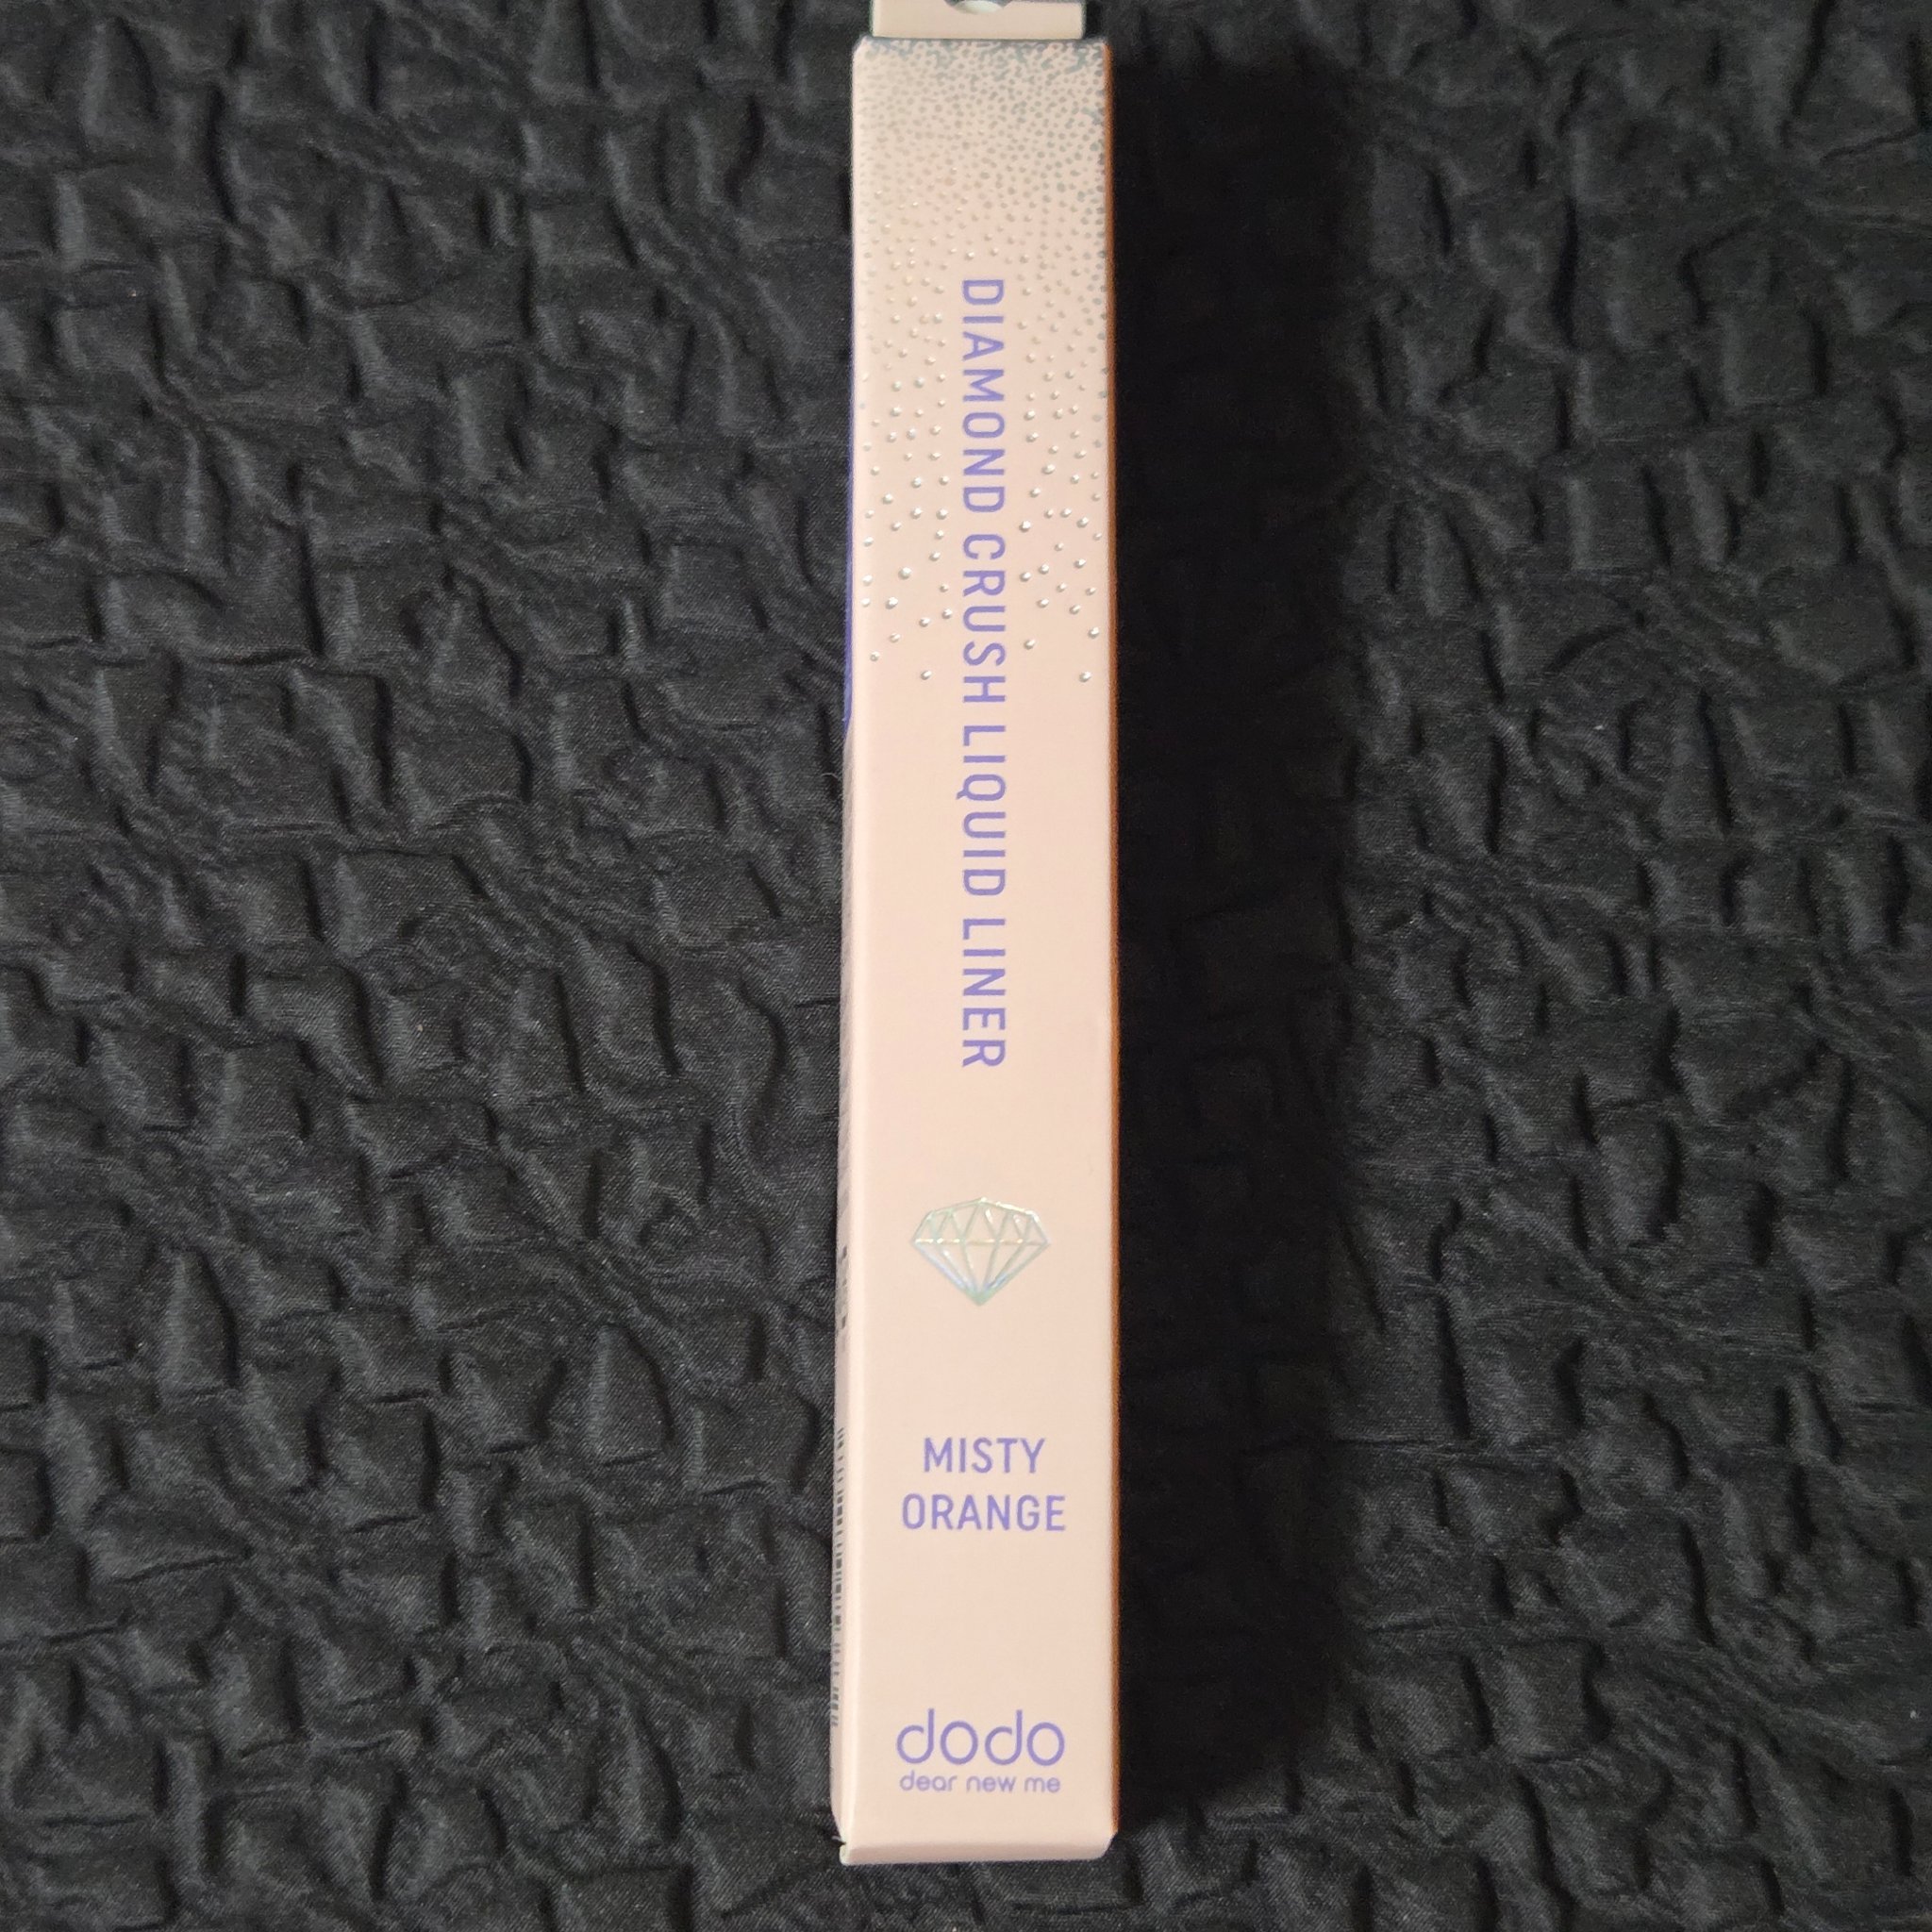 DIAMOND CRUSH LIQUID LINER
MISTY
ORANGE
dodo
dear new me